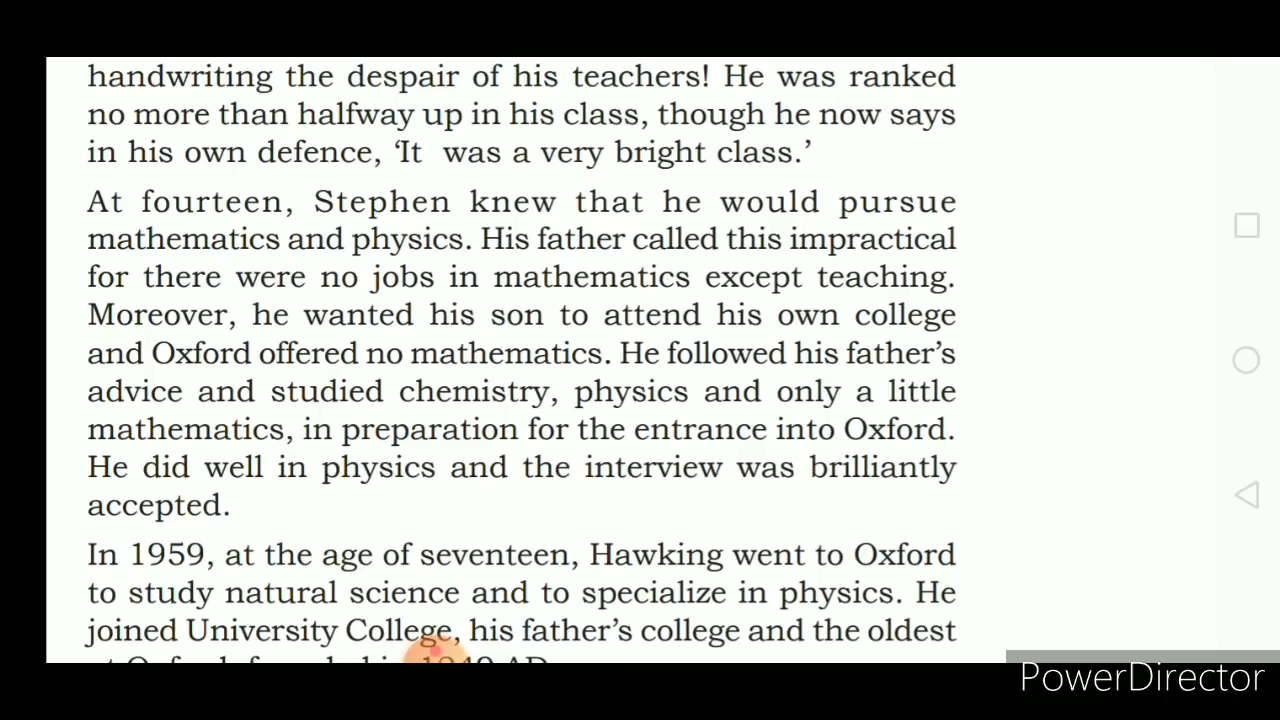 handwriting the despair of his teachers! He was ranked
no more than halfway up in his class, though he now says
in his own defence, ‘It was a very bright class.’
At fourteen, Stephen knew that he would pursue
mathematics and physics. His father called this impractical
for there were no jobs in mathematics except teaching.
Moreover, he wanted his son to attend his own college
and Oxford offered no mathematics. He followed his father’s
advice and studied chemistry, physics and only a little
mathematics, in preparation for the entrance into Oxford.
He did well in physics and the interview was brilliantly
accepted.
In 1959, at the age of seventeen, Hawking went to Oxford
to study natural science and to specialize in physics. He
joined University College, his father’s college and the oldest
PowerDirector